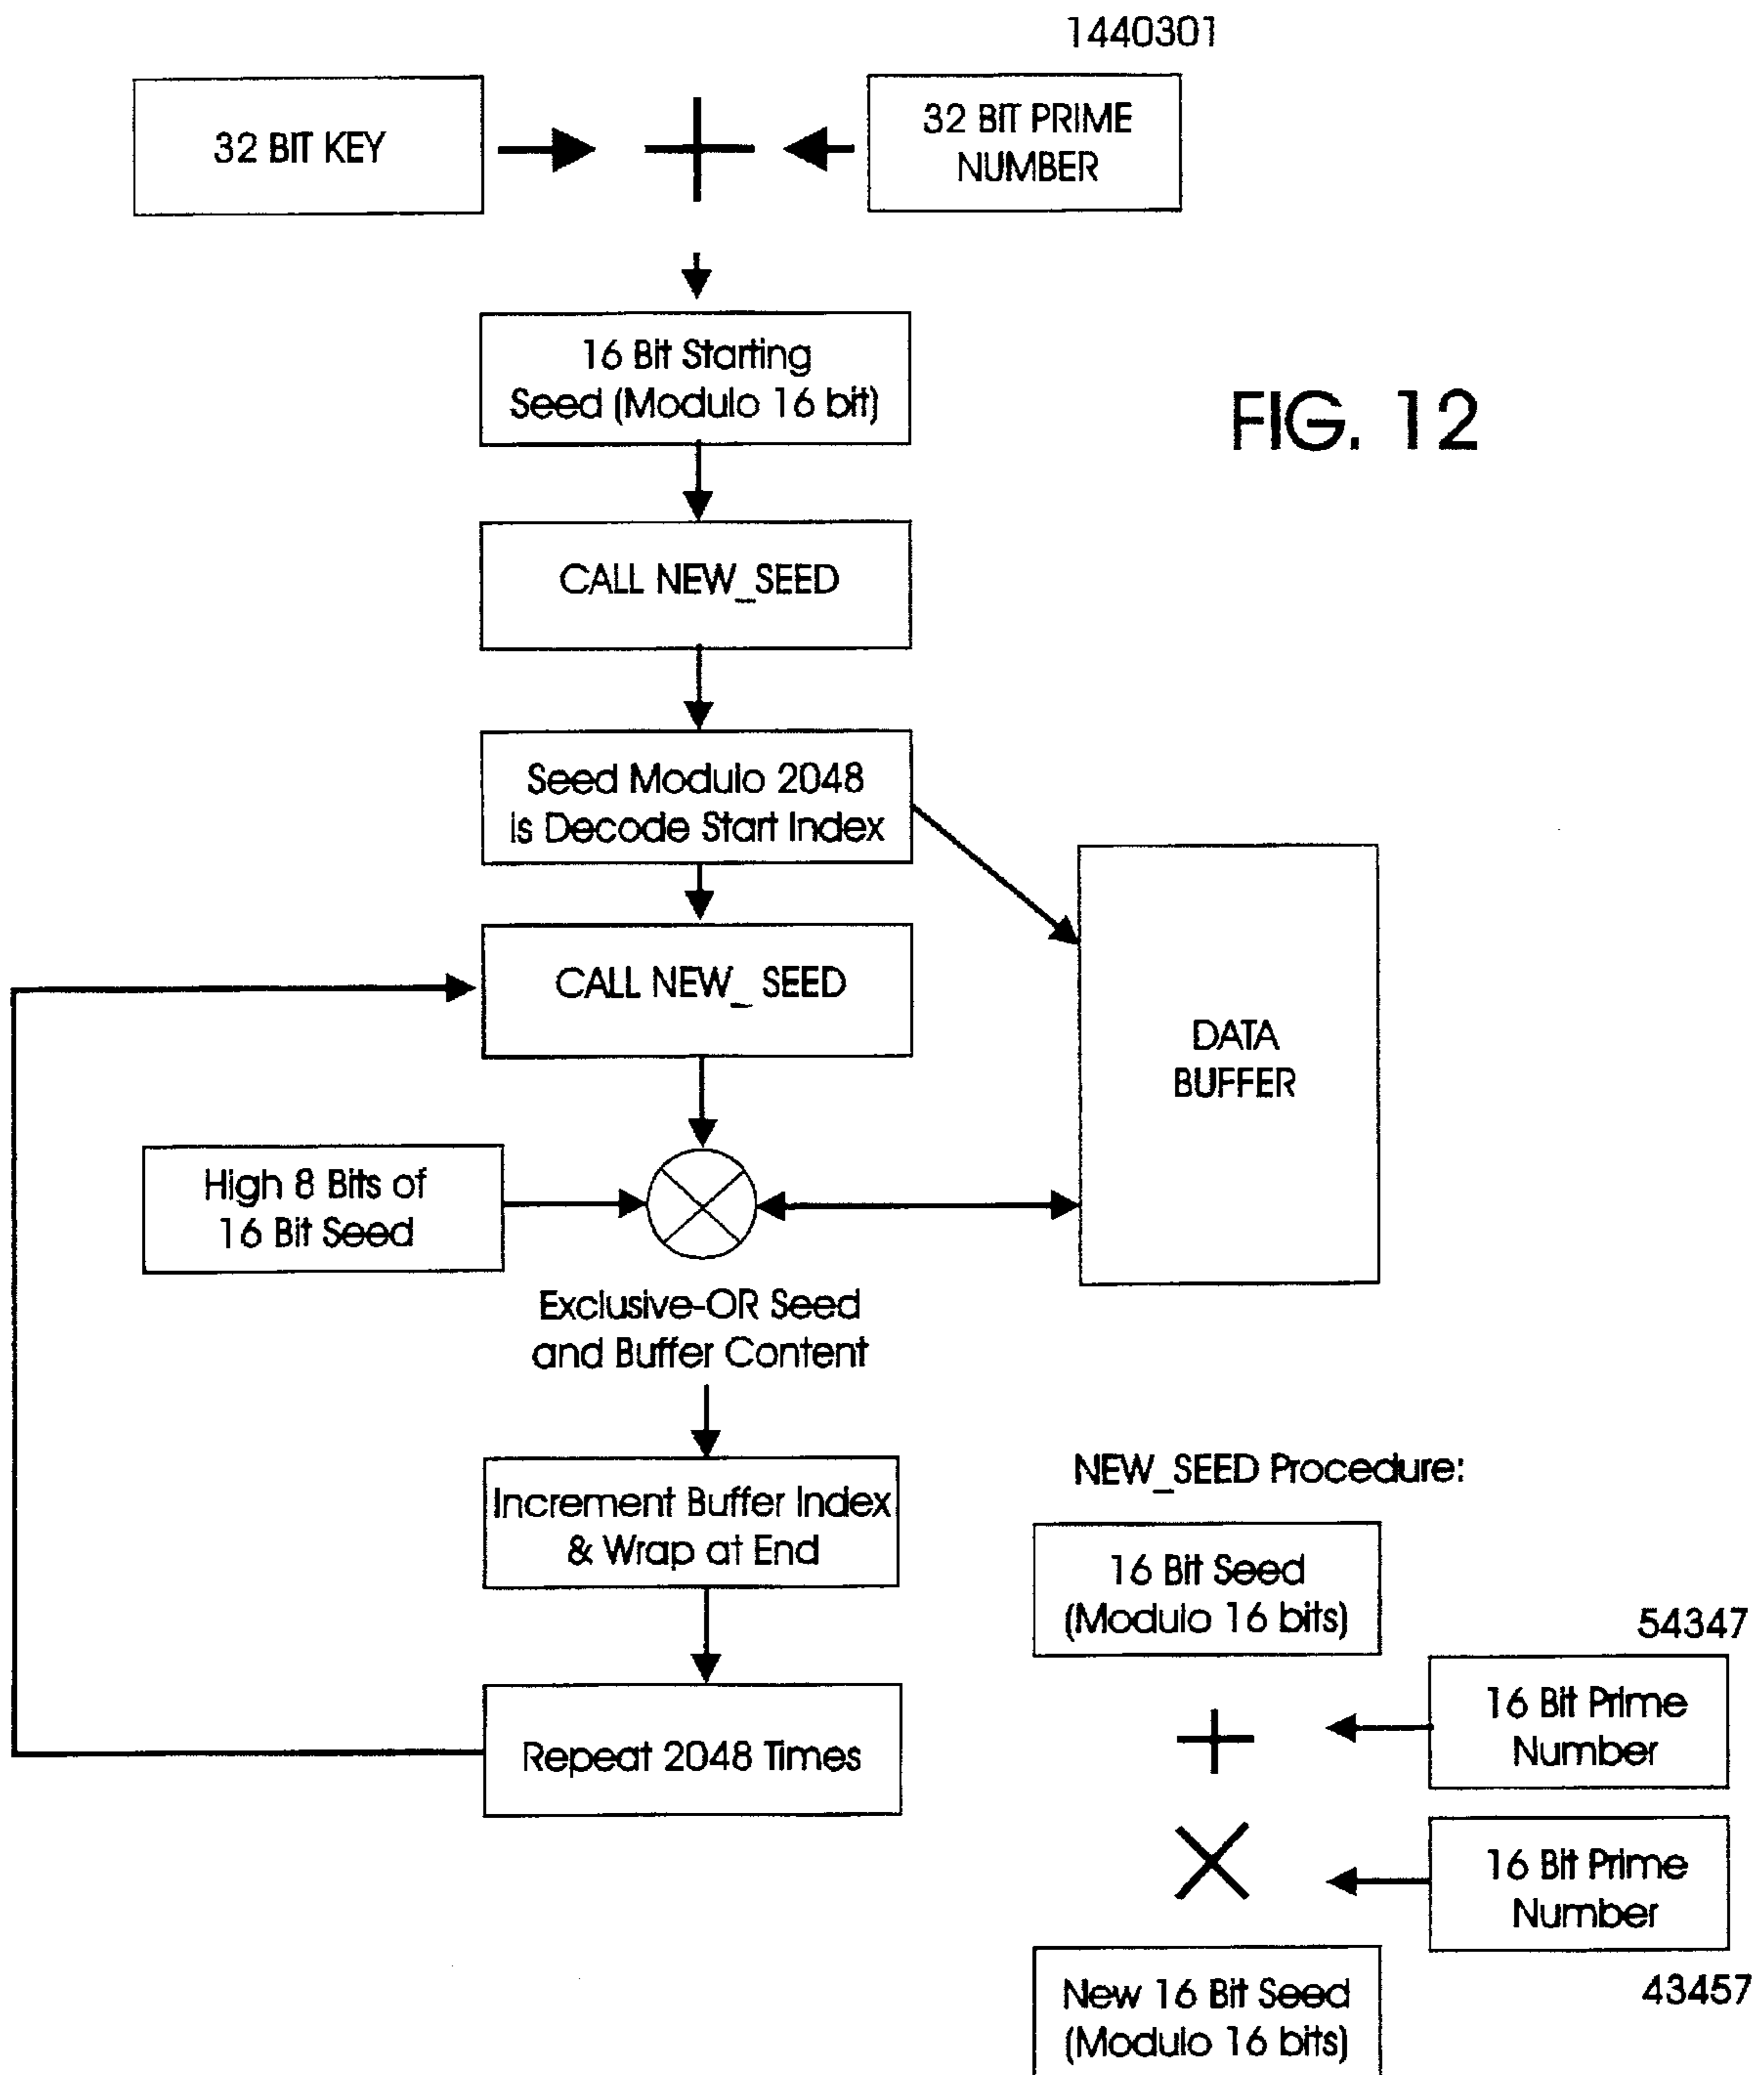 1440301
32 BIT KEY
32 BIT PRIME
NUMBER
16 Bit Starting
Seed (Modulo 16 bit)
FIG. 12
CALL NEW_SEED
Seed Modulo 2048
is Decode Start Index
CALL NEW_ SEED
DATA
BUFFER
High 8 Bits of
16 Bit Seed
Exclusive-OR Seed
and Buffer Content
Increment Buffer Index
& Wrap at End
Repeat 2048 Times
NEW_SEED Procedure:
16 Bit Seed
(Modulo 16 bits)
54347
16 Bit Prime
Number
16 Bit Prime
Number
43457
New 16 Bit Seed
(Modulo 16 bits)